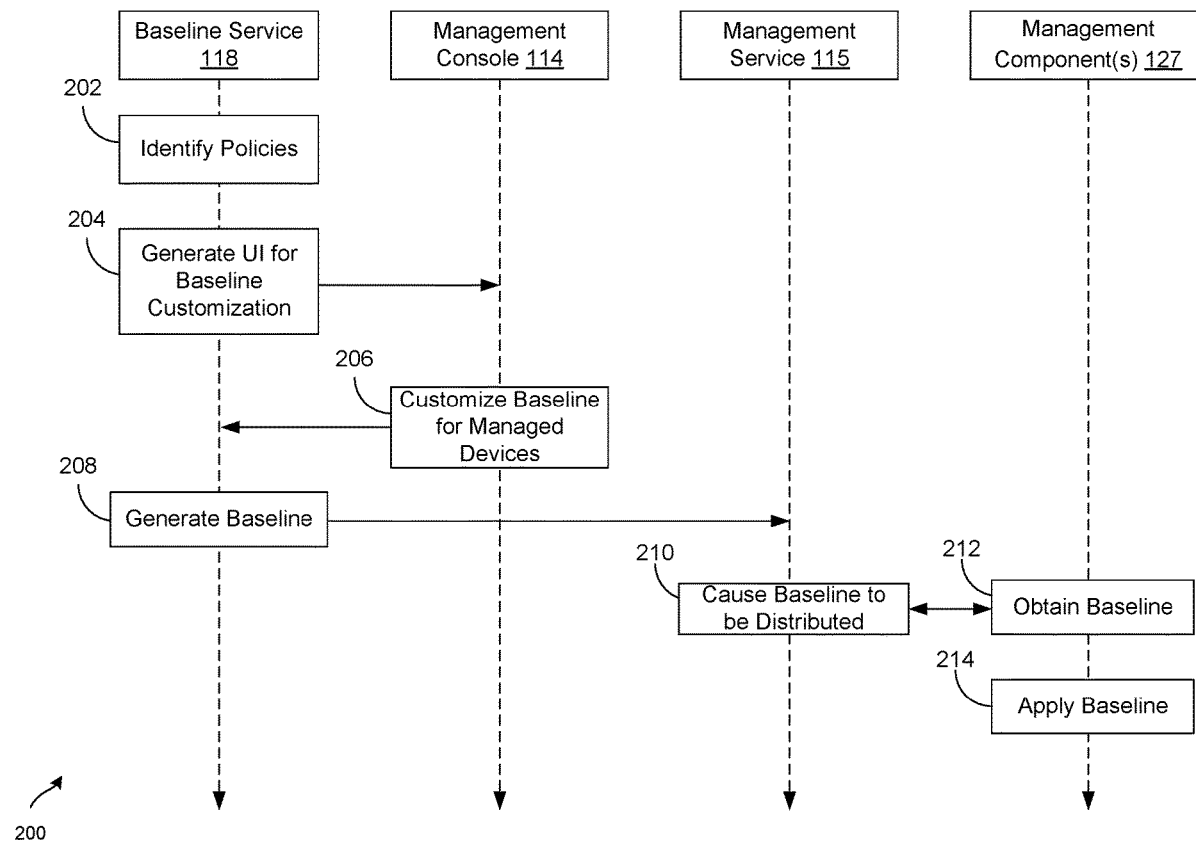 Baseline Service
118
Management
Console 114
Management
Service 115
Management
Component(s) 127
202
Identify Policies
204
Generate UI for
Baseline
Customization
206
Customize Baseline
for Managed
Devices
208
Generate Baseline
210
Cause Baseline to
be Distributed
212
Obtain Baseline
214
Apply Baseline
200